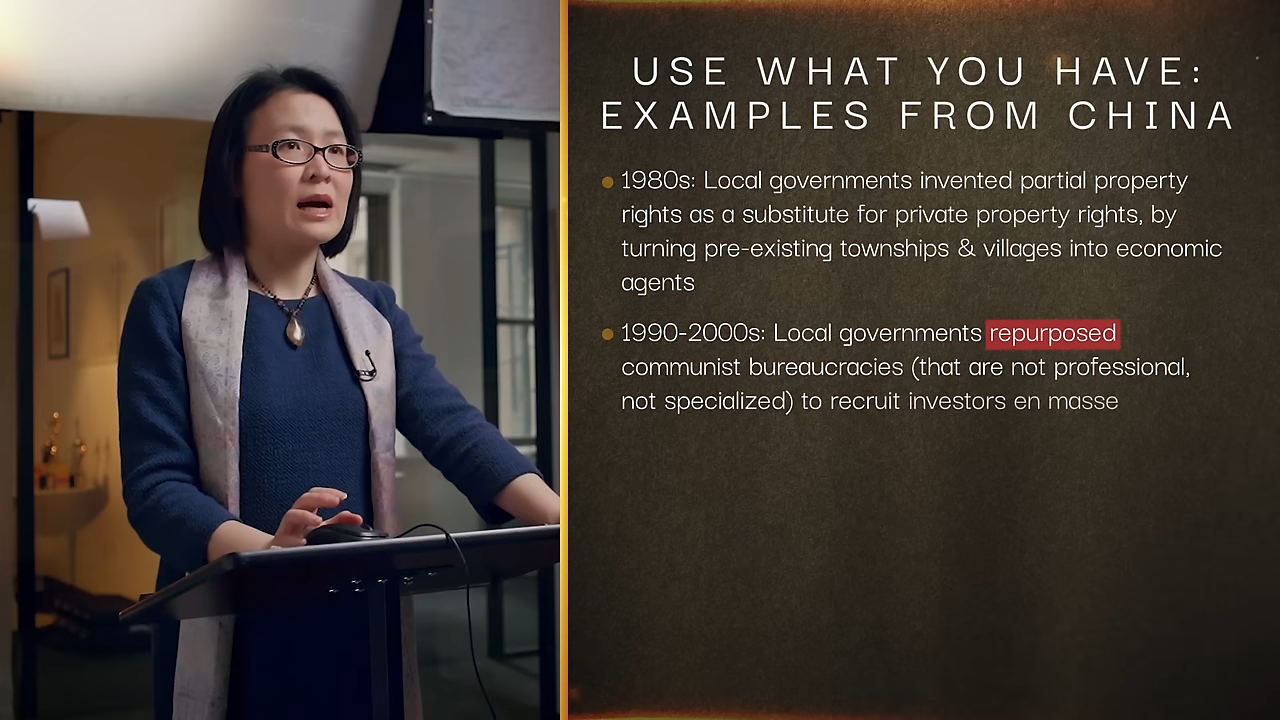 USE WHAT YOU HAVE:
EXAMPLES FROM CHINA
1980s: Local governments invented partial property
rights as a substitute for private property rights, by
turning pre-existing townships & villages into economic
agents
1990-2000s: Local governments repurposed
communist bureaucracies (that are not professional,
not specialized) to recruit investors en masse